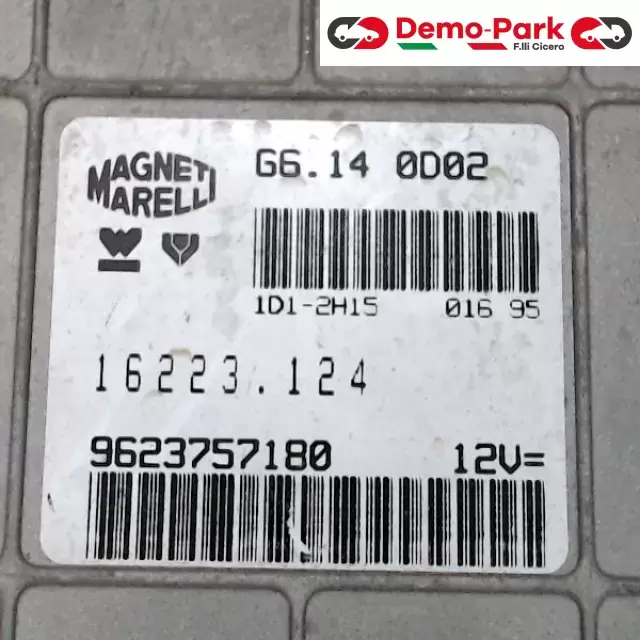 Demo-Park
F.lli Cicero
MAGNETI
MARELLI
G6.14 0D02
1D1-2H15 016 95
16223.124
9623757180 12V=